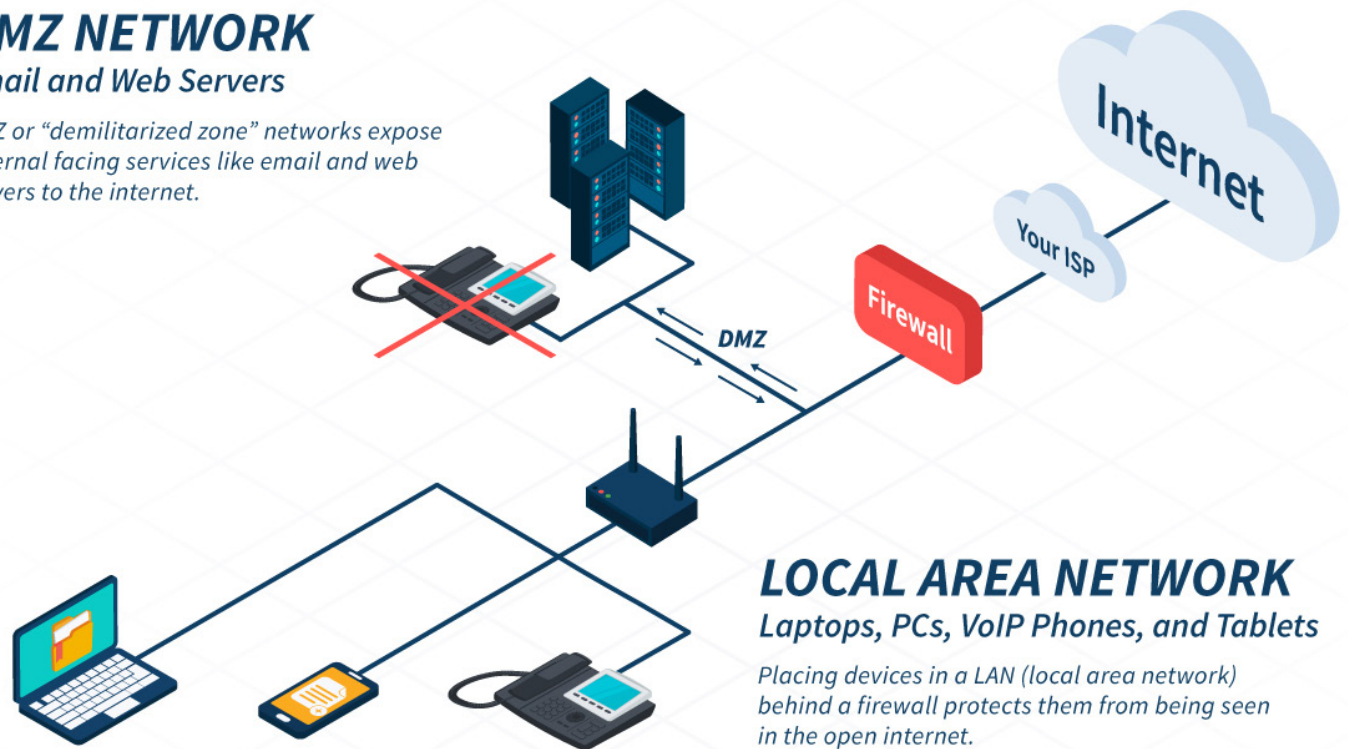 MZ NETWORK
ail and Web Servers
Z or “demilitarized zone” networks expose
ernal facing services like email and web
vers to the internet.
Internet
Your ISP
Firewall
DMZ
LOCAL AREA NETWORK
Laptops, PCs, VoIP Phones, and Tablets
Placing devices in a LAN (local area network)
behind a firewall protects them from being seen
in the open internet.